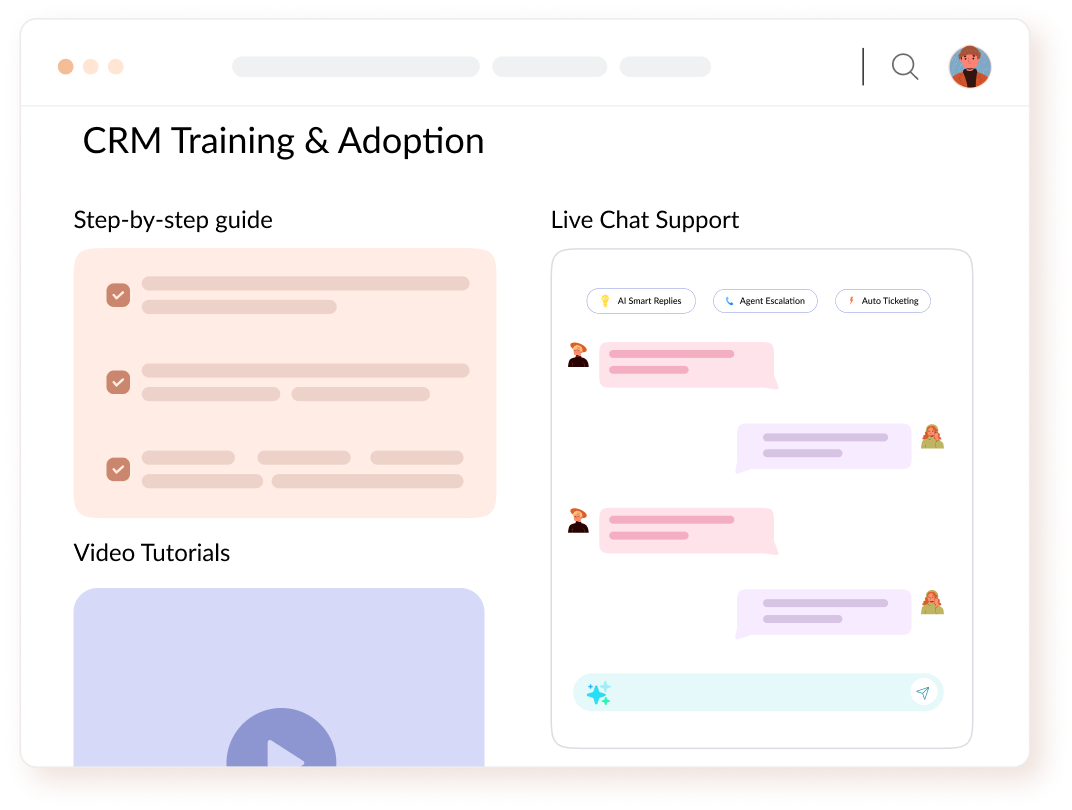 CRM Training & Adoption
Step-by-step guide
Video Tutorials
Live Chat Support
AI Smart Replies
Agent Escalation
Auto Ticketing